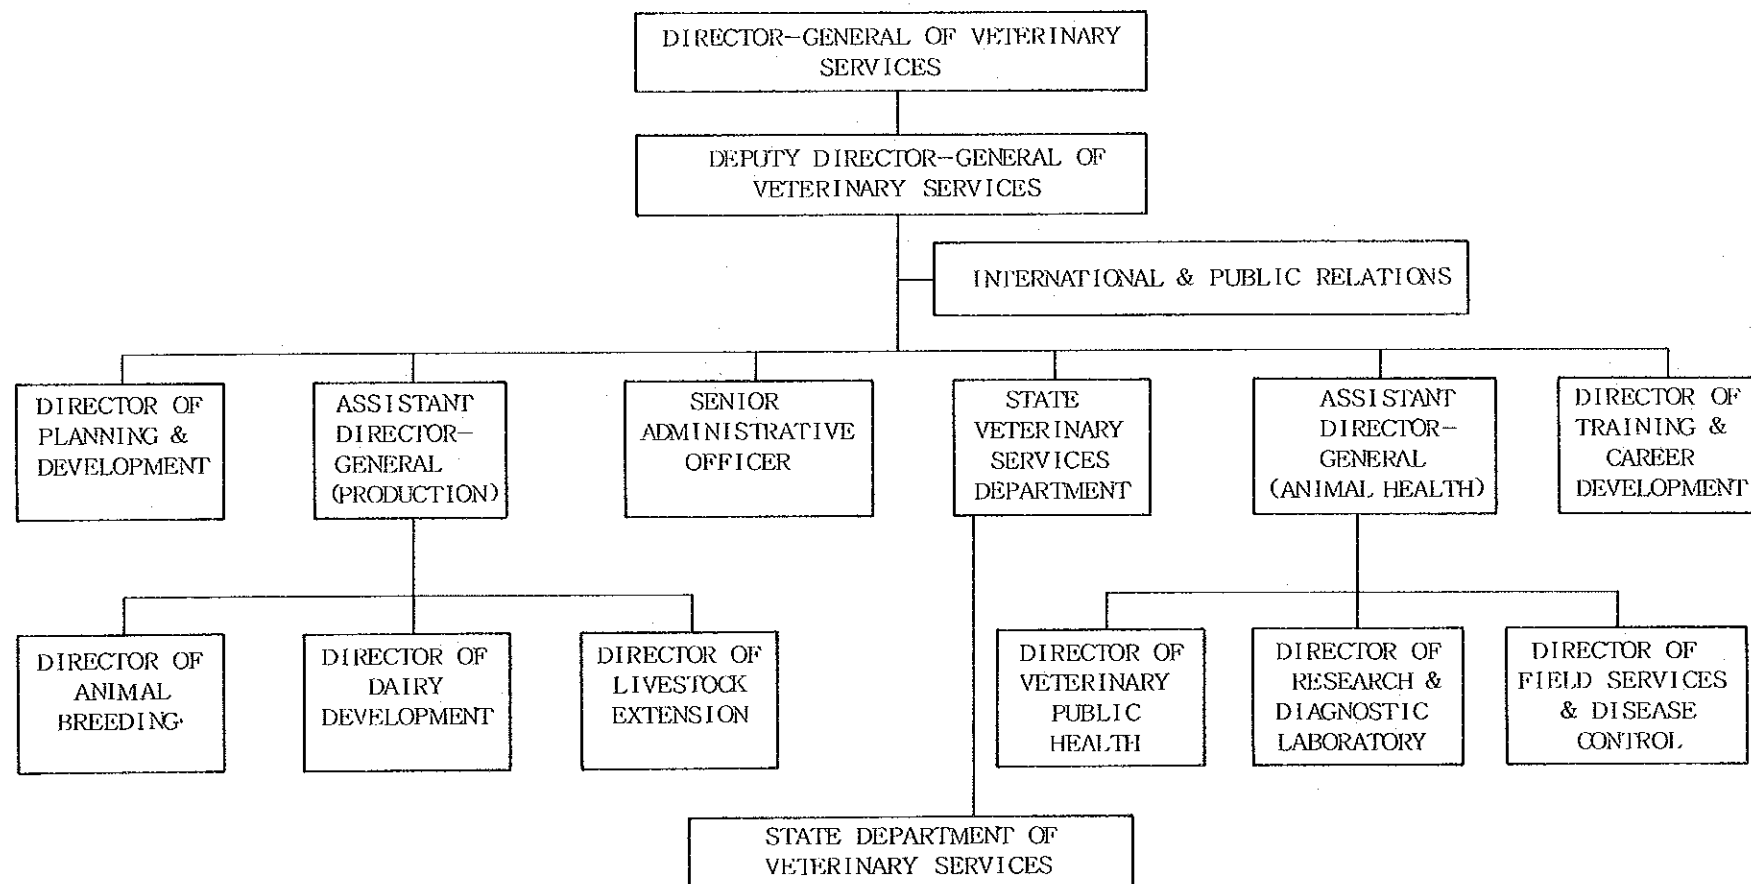 DIRECTOR-GENERAL OF VETERINARY
SERVICES
DEPUTY DIRECTOR-GENERAL OF
VETERINARY SERVICES
INTERNATIONAL & PUBLIC RELATIONS
DIRECTOR OF
PLANNING &
DEVELOPMENT
ASSISTANT
DIRECTOR-
GENERAL
(PRODUCTION)
SENIOR
ADMINISTRATIVE
OFFICER
STATE
VETERINARY
SERVICES
DEPARTMENT
ASSISTANT
DIRECTOR-
GENERAL
(ANIMAL HEALTH)
DIRECTOR OF
TRAINING &
CAREER
DEVELOPMENT
DIRECTOR OF
ANIMAL
BREEDING
DIRECTOR OF
DAIRY
DEVELOPMENT
DIRECTOR OF
LIVESTOCK
EXTENSION
DIRECTOR OF
VETERINARY
PUBLIC
HEALTH
DIRECTOR OF
RESEARCH &
DIAGNOSTIC
LABORATORY
DIRECTOR OF
FIELD SERVICES
& DISEASE
CONTROL
STATE DEPARTMENT OF
VETERINARY SERVICES